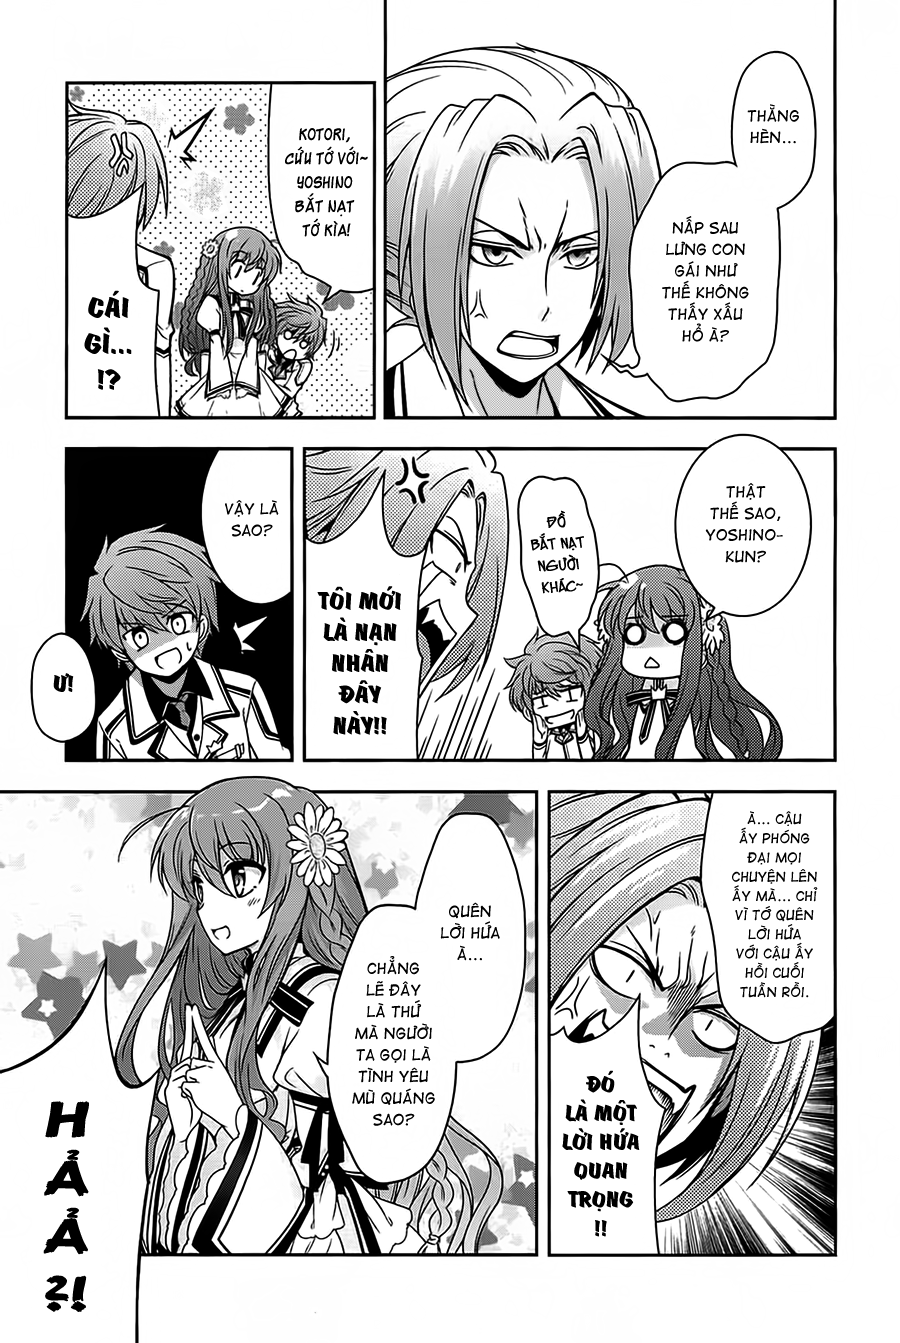 THẰNG
HÈN...
NẤP SAU
LƯNG CON
GÁI NHƯ
THẾ KHÔNG
THẤY XẤU
HỔ À?
KOTORI,
CỨU TỚ VỚI~
YOSHINO
BẮT NẠT
TỚ KÌA!
CÁI
GÌ...
!?
THẬT
THẾ SAO,
YOSHINO-
KUN?
ĐỒ
BẮT NẠT
NGƯỜI
KHÁC~
TÔI MỚI
LÀ NẠN
NHÂN
ĐÂY
NÀY!!
VẬY LÀ
SAO?
Ư!
À... CẬU
ẤY PHÓNG
ĐẠI MỌI
CHUYỆN LÊN
ẤY MÀ... CHỈ
VÌ TỚ QUÊN
LỜI HỨA
VỚI CẬU ẤY
HỒI CUỐI
TUẦN RỒI.
ĐÓ
LÀ MỘT
LỜI HỨA
QUAN
TRỌNG
!!
QUÊN
LỜI HỨA
À...
CHẲNG
LẼ ĐÂY
LÀ THỨ
MÀ NGƯỜI
TA GỌI LÀ
TÌNH YÊU
MÙ QUÁNG
SAO?
HẢẢ?!